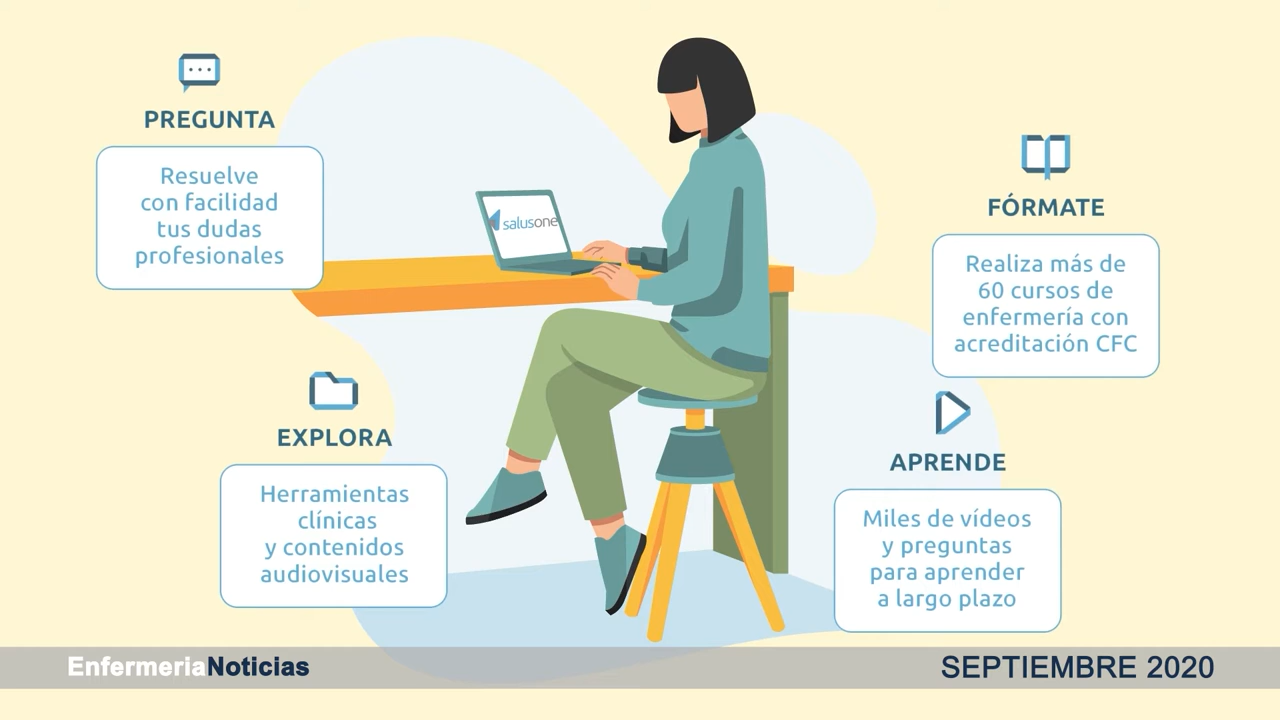 PREGUNTA
Resuelve
con facilidad
tus dudas
profesionales
salusone
FÓRMATE
Realiza más de
60 cursos de
enfermería con
acreditación CFC
EXPLORA
Herramientas
clínicas
y contenidos
audiovisuales
APRENDE
Miles de vídeos
y preguntas
para aprender
a largo plazo
EnfermeriaNoticias
SEPTIEMBRE 2020